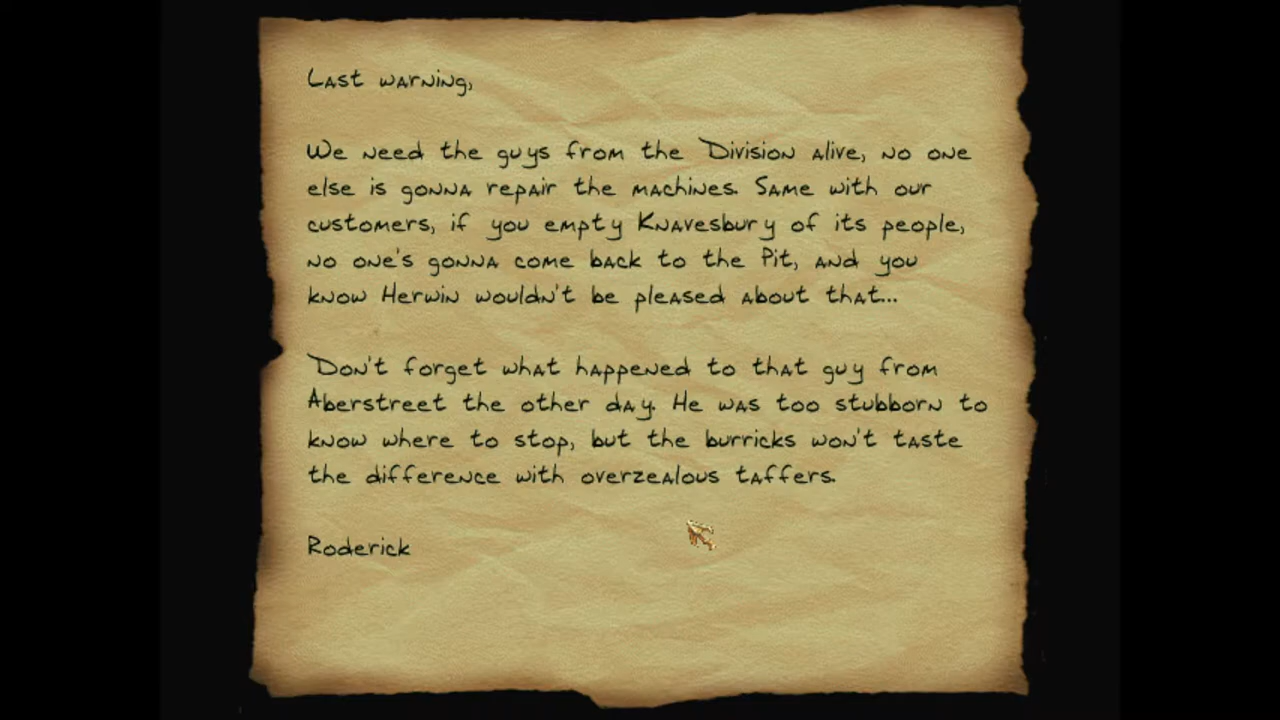 Last warning,
We need the guys from the Division alive, no one
else is gonna repair the machines. Same with our
customers, if you empty Knavesbury of its people,
no one's gonna come back to the Pit, and you
know Herwin wouldn't be pleased about that...
Don't forget what happened to that guy from
Aberstreet the other day. He was too stubborn to
know where to stop, but the burricks won't taste
the difference with overzealous taffers.
Roderick